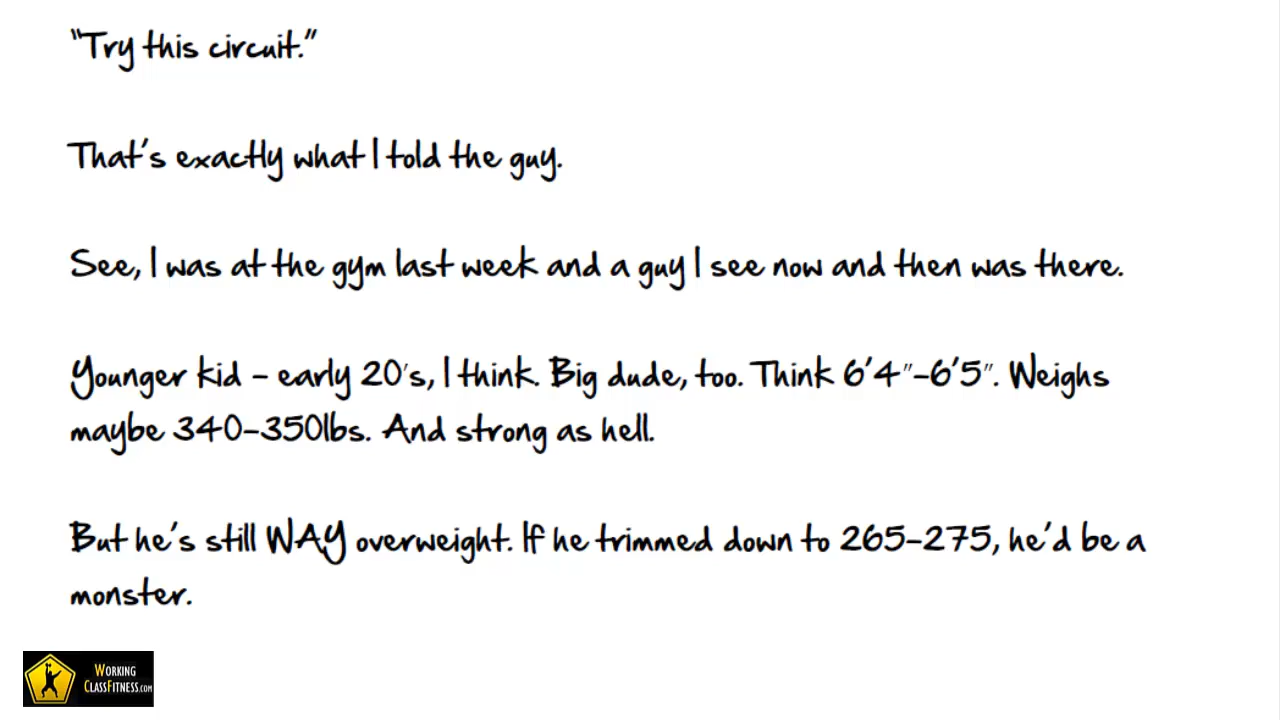 "Try this circuit."
That's exactly what I told the guy.
See, I was at the gym last week and a guy I see now and then was there.
Younger kid – early 20's, I think. Big dude, too. Think 6'4"–6'5". Weighs
maybe 340–350lbs. And strong as hell.
But he's still WAY overweight. If he trimmed down to 265–275, he'd be a
monster.
WORKING
CLASSFITNESS.COM